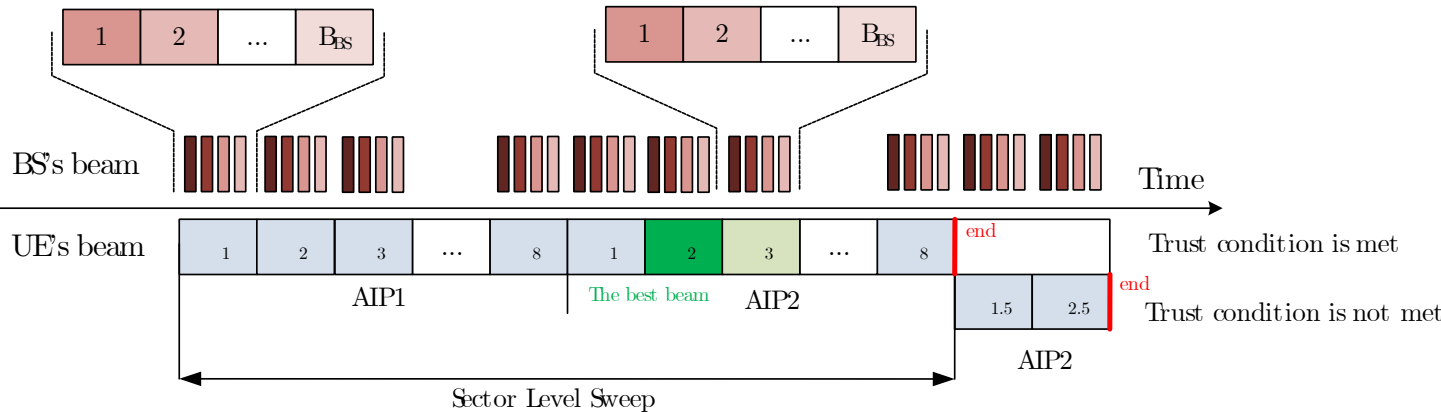 1 2 ... B_BS
1 2 ... B_BS
BS's beam
Time
UE's beam
1 2 3 ... 8 1 2 3 ... 8
end
Trust condition is met
AIP1
The best beam
AIP2
end
1.5 2.5
Trust condition is not met
AIP2
Sector Level Sweep